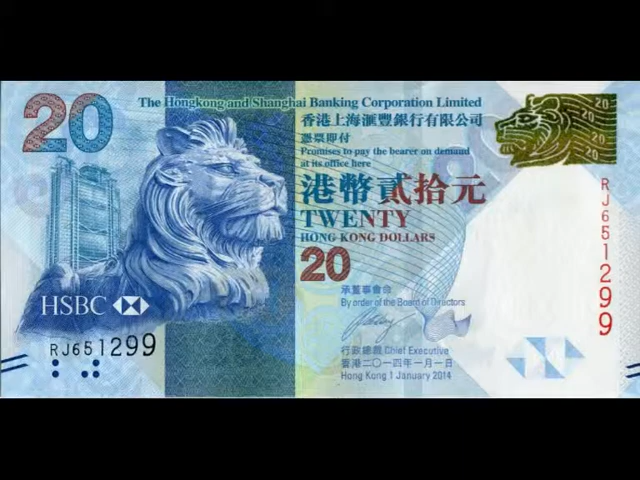 20
The Hongkong and Shanghai Banking Corporation Limited
香港上海滙豐銀行有限公司
憑票即付
Promises to pay the bearer on demand
at its office here
港幣貳拾元
TWENTY
HONG KONG DOLLARS
20
承董事會命
By order of the Board of Directors
行政總裁 Chief Executive
香港二〇一四年一月一日
Hong Kong 1 January 2014
HSBC
RJ651299
20
20
20
20
RJ651299